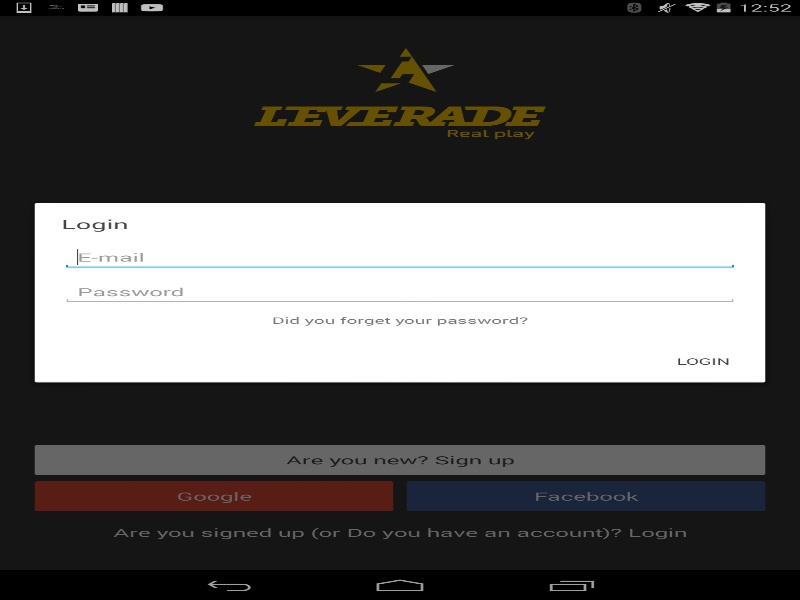 12:52
LEVERADE
Real play
Login
E-mail
Password
Did you forget your password?
LOGIN
Are you new? Sign up
Google
Facebook
Are you signed up (or Do you have an account)? Login